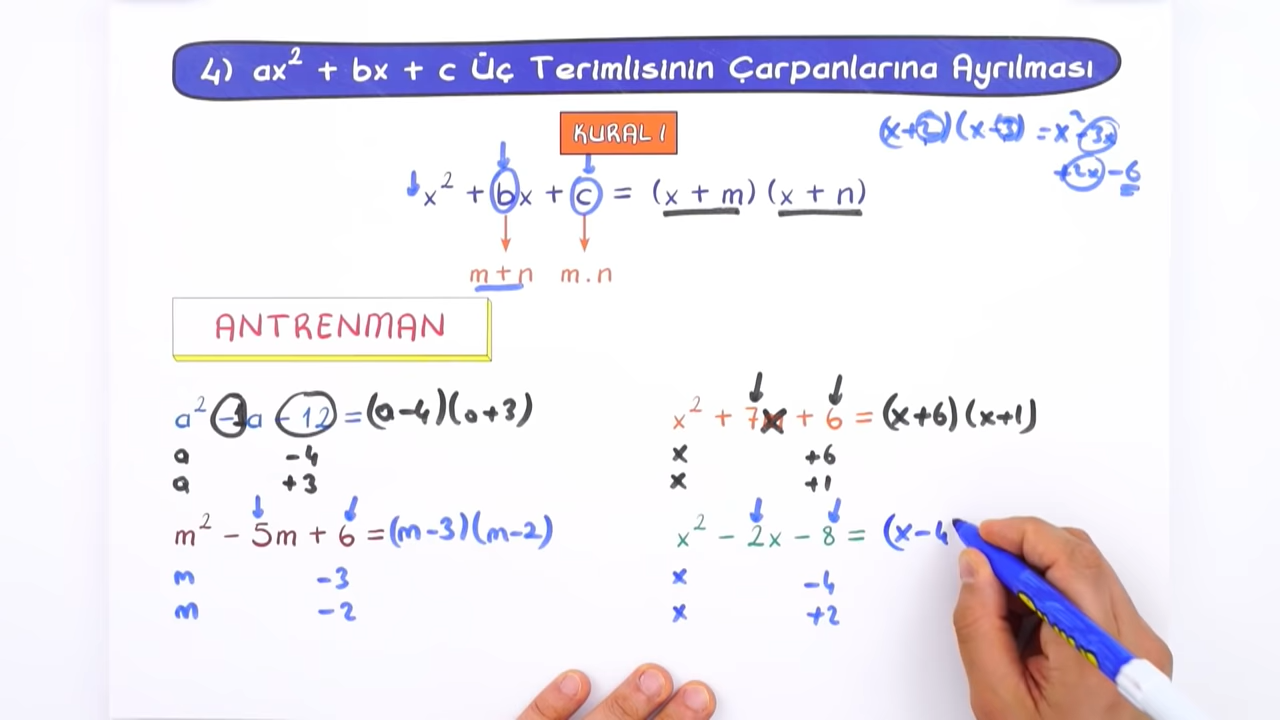 4) ax² + bx + c Üç Terimlisinin Çarpanlarına Ayrılması
KURAL 1
(x+2)(x-3) = x² -3x
+2x -6
x² + bx + c = (x + m) (x + n)
m + n m . n
ANTRENMAN
a² -1a - 12 = (a-4)(a+3)
a -4
a +3
x² + 7x + 6 = (x+6)(x+1)
x +6
x +1
m² - 5m + 6 = (m-3)(m-2)
m -3
m -2
x² - 2x - 8 = (x-4
x -4
x +2